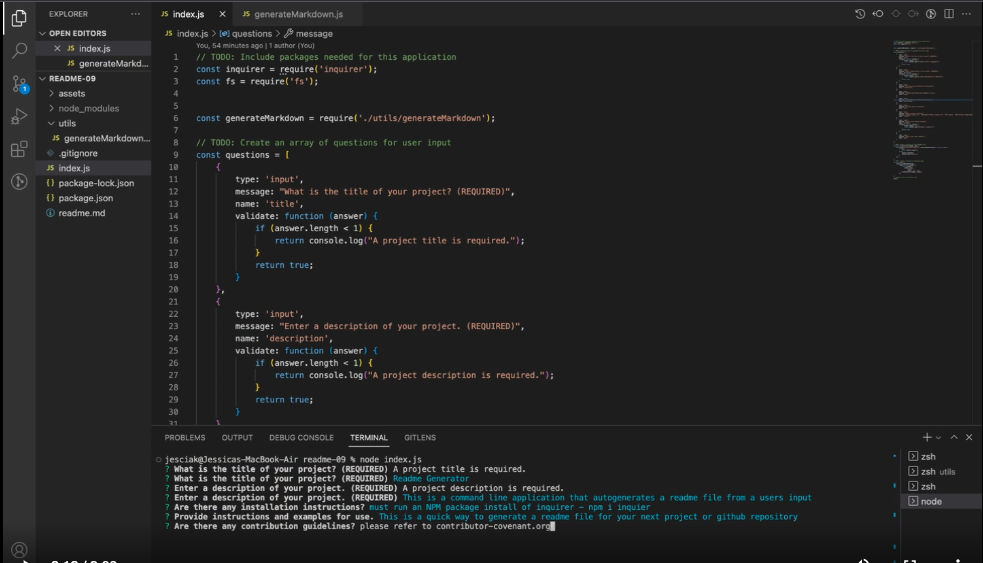 EXPLORER
OPEN EDITORS
JS index.js
JS generateMarkd...
README-09
assets
node_modules
utils
JS generateMarkdown...
.gitignore
JS index.js
{} package-lock.json
{} package.json
readme.md
1
JS index.js
JS generateMarkdown.js
JS index.js > questions > message
You, 54 minutes ago | 1 author (You)
1 // TODO: Include packages needed for this application
2 const inquirer = require('inquirer');
3 const fs = require('fs');
4
5
6 const generateMarkdown = require('./utils/generateMarkdown');
7
8 // TODO: Create an array of questions for user input
9 const questions = [
10 {
11 type: 'input',
12 message: "What is the title of your project? (REQUIRED)",
13 name: 'title',
14 validate: function (answer) {
15 if (answer.length < 1) {
16 return console.log("A project title is required.");
17 }
18 return true;
19 }
20 },
21 {
22 type: 'input',
23 message: "Enter a description of your project. (REQUIRED)",
24 name: 'description',
25 validate: function (answer) {
26 if (answer.length < 1) {
27 return console.log("A project description is required.");
28 }
29 return true;
30 }
31 }
PROBLEMS OUTPUT DEBUG CONSOLE TERMINAL GITLENS
jesciak@Jessicas-MacBook-Air readme-09 % node index.js
? What is the title of your project? (REQUIRED) A project title is required.
? What is the title of your project? (REQUIRED) Readme Generator
? Enter a description of your project. (REQUIRED) A project description is required.
? Enter a description of your project. (REQUIRED) This is a command line application that autogenerates a readme file from a users input
? Are there any installation instructions? must run an NPM package install of inquirer - npm i inquier
? Provide instructions and examples for use. This is a quick way to generate a readme file for your next project or github repository
? Are there any contribution guidelines? please refer to contributor-covenant.org
zsh
zsh utils
zsh
node